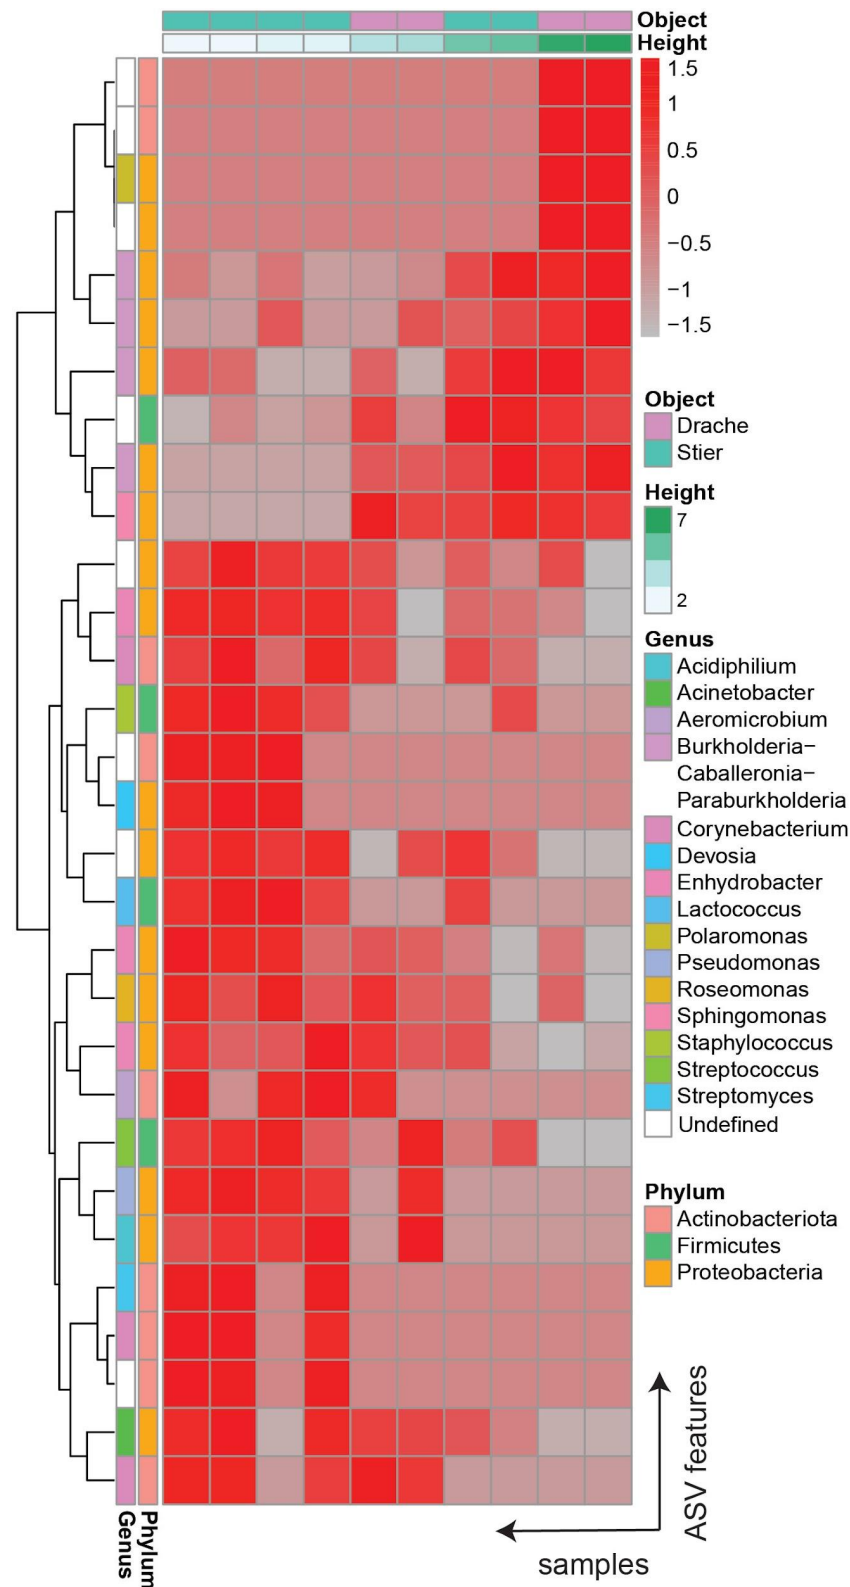 Object
Height
1.5
1
0.5
0
−0.5
−1
−1.5
Object
Drache
Stier
Height
7
2
Genus
Acidiphilium
Acinetobacter
Aeromicrobium
Burkholderia−
Caballeronia−
Paraburkholderia
Corynebacterium
Devosia
Enhydrobacter
Lactococcus
Polaromonas
Pseudomonas
Roseomonas
Sphingomonas
Staphylococcus
Streptococcus
Streptomyces
Undefined
Phylum
Actinobacteriota
Firmicutes
Proteobacteria
ASV features
samples
Genus
Phylum